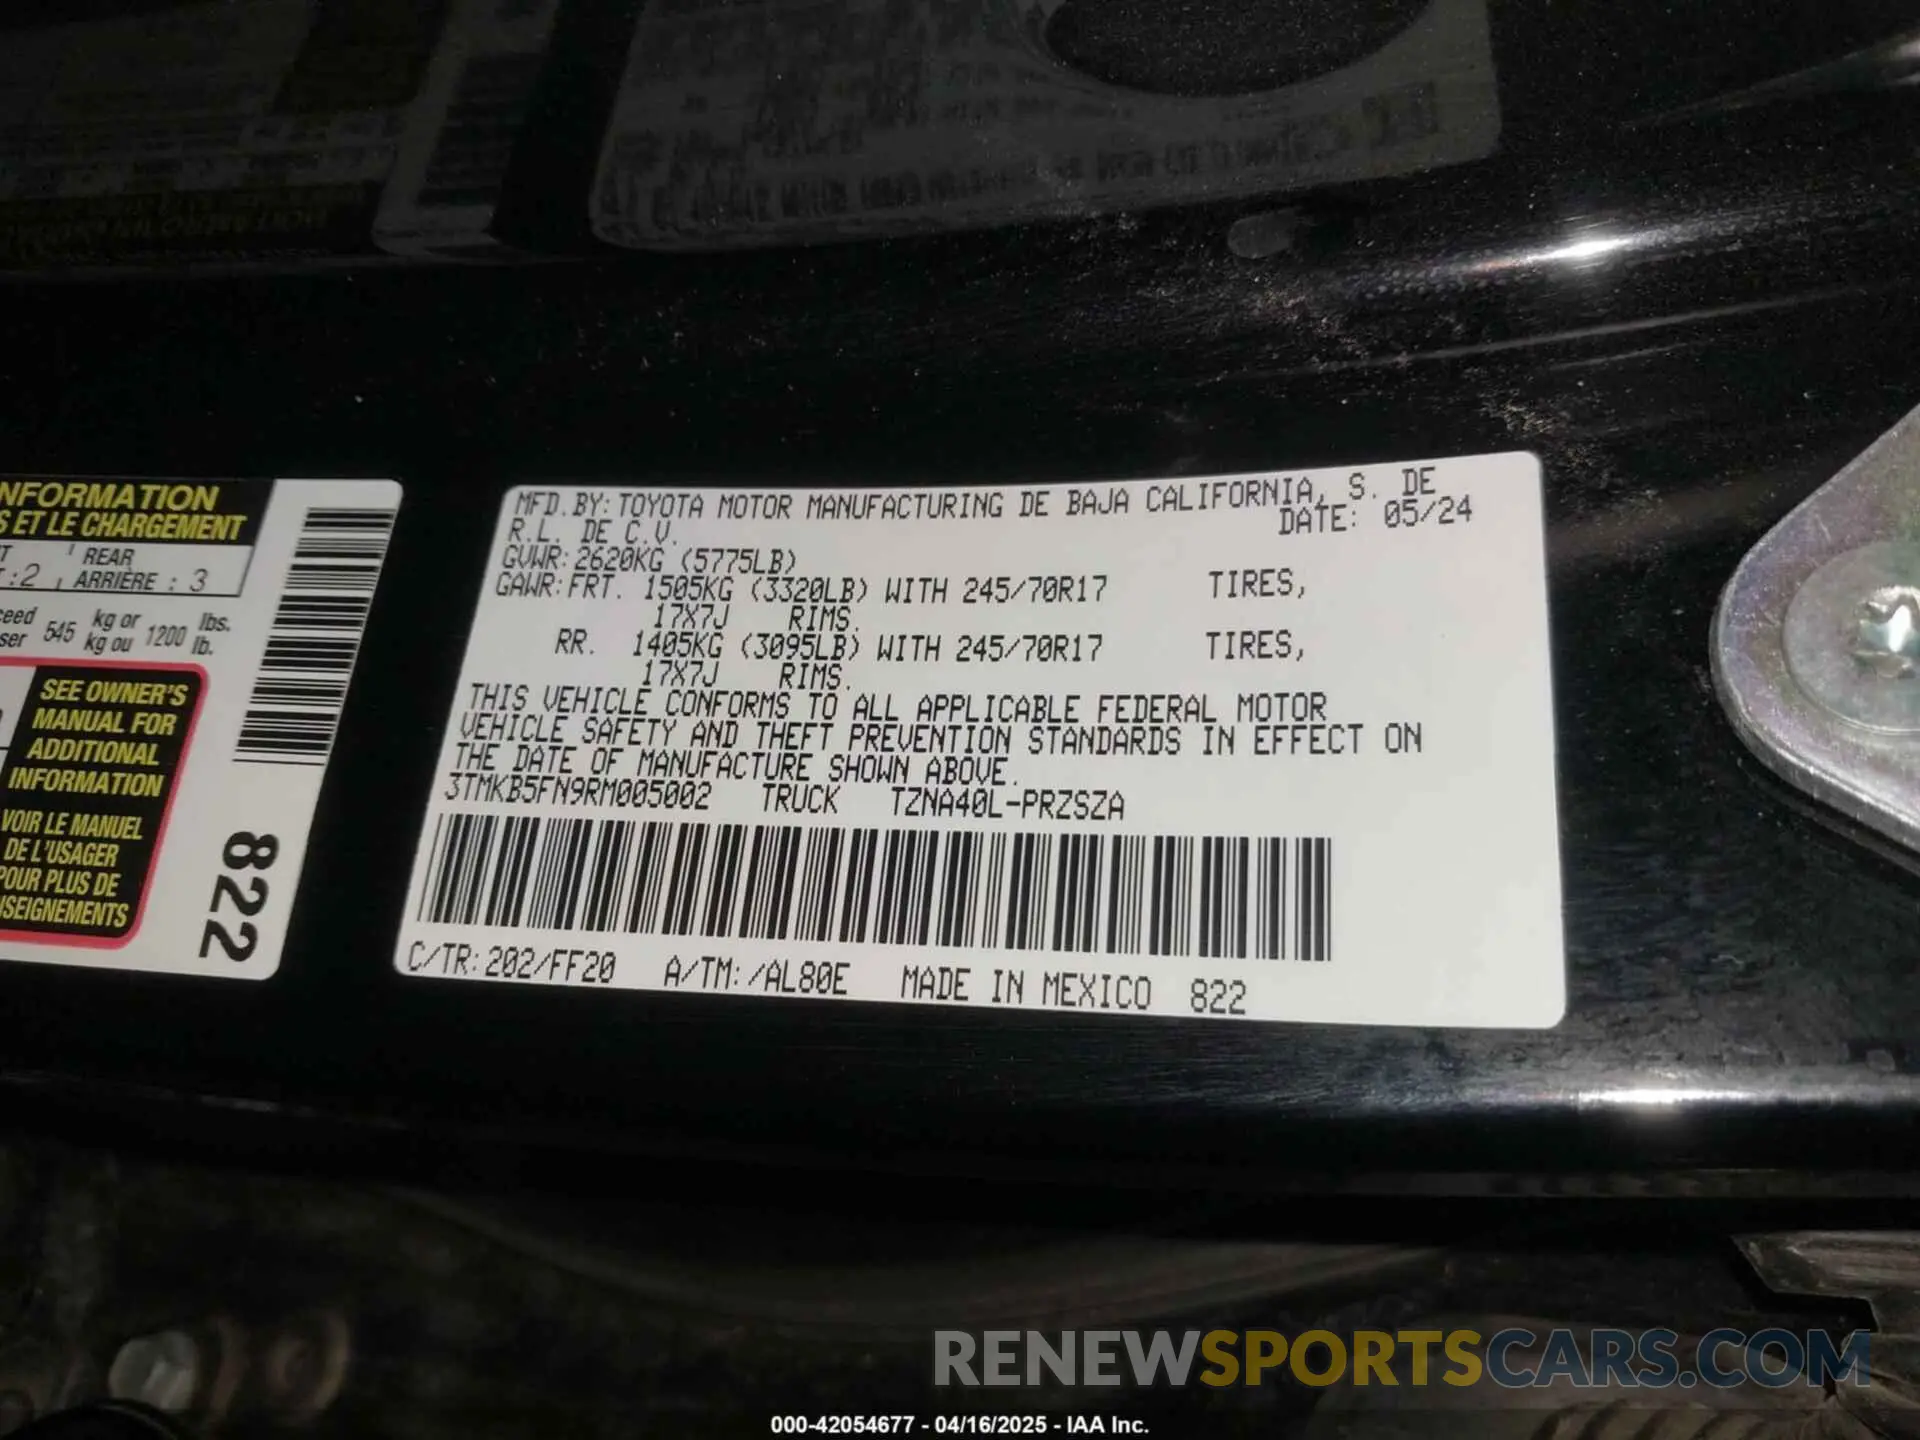 NFORMATION
S ET LE CHARGEMENT
REAR
: 2 ARRIÈRE : 3
545 kg or 1200 lbs.
kg ou lb.
SEE OWNER'S
MANUAL FOR
ADDITIONAL
INFORMATION
VOIR LE MANUEL
DE L'USAGER
POUR PLUS DE
SEIGNEMENTS
822
MFD. BY: TOYOTA MOTOR MANUFACTURING DE BAJA CALIFORNIA, S. DE
R.L. DE C.V. DATE: 05/24
GVWR: 2620KG (5775LB)
GAWR: FRT. 1505KG (3320LB) WITH 245/70R17 TIRES,
17X7J RIMS.
RR. 1405KG (3095LB) WITH 245/70R17 TIRES,
17X7J RIMS.
THIS VEHICLE CONFORMS TO ALL APPLICABLE FEDERAL MOTOR
VEHICLE SAFETY AND THEFT PREVENTION STANDARDS IN EFFECT ON
THE DATE OF MANUFACTURE SHOWN ABOVE.
3TMKB5FN9RM005002 TRUCK TZNA40L-PRZSZA
C/TR: 202/FF20 A/TM: /AL80E MADE IN MEXICO 822
RENEWSPORTSCARS.COM
000-42054677 - 04/16/2025 - IAA Inc.